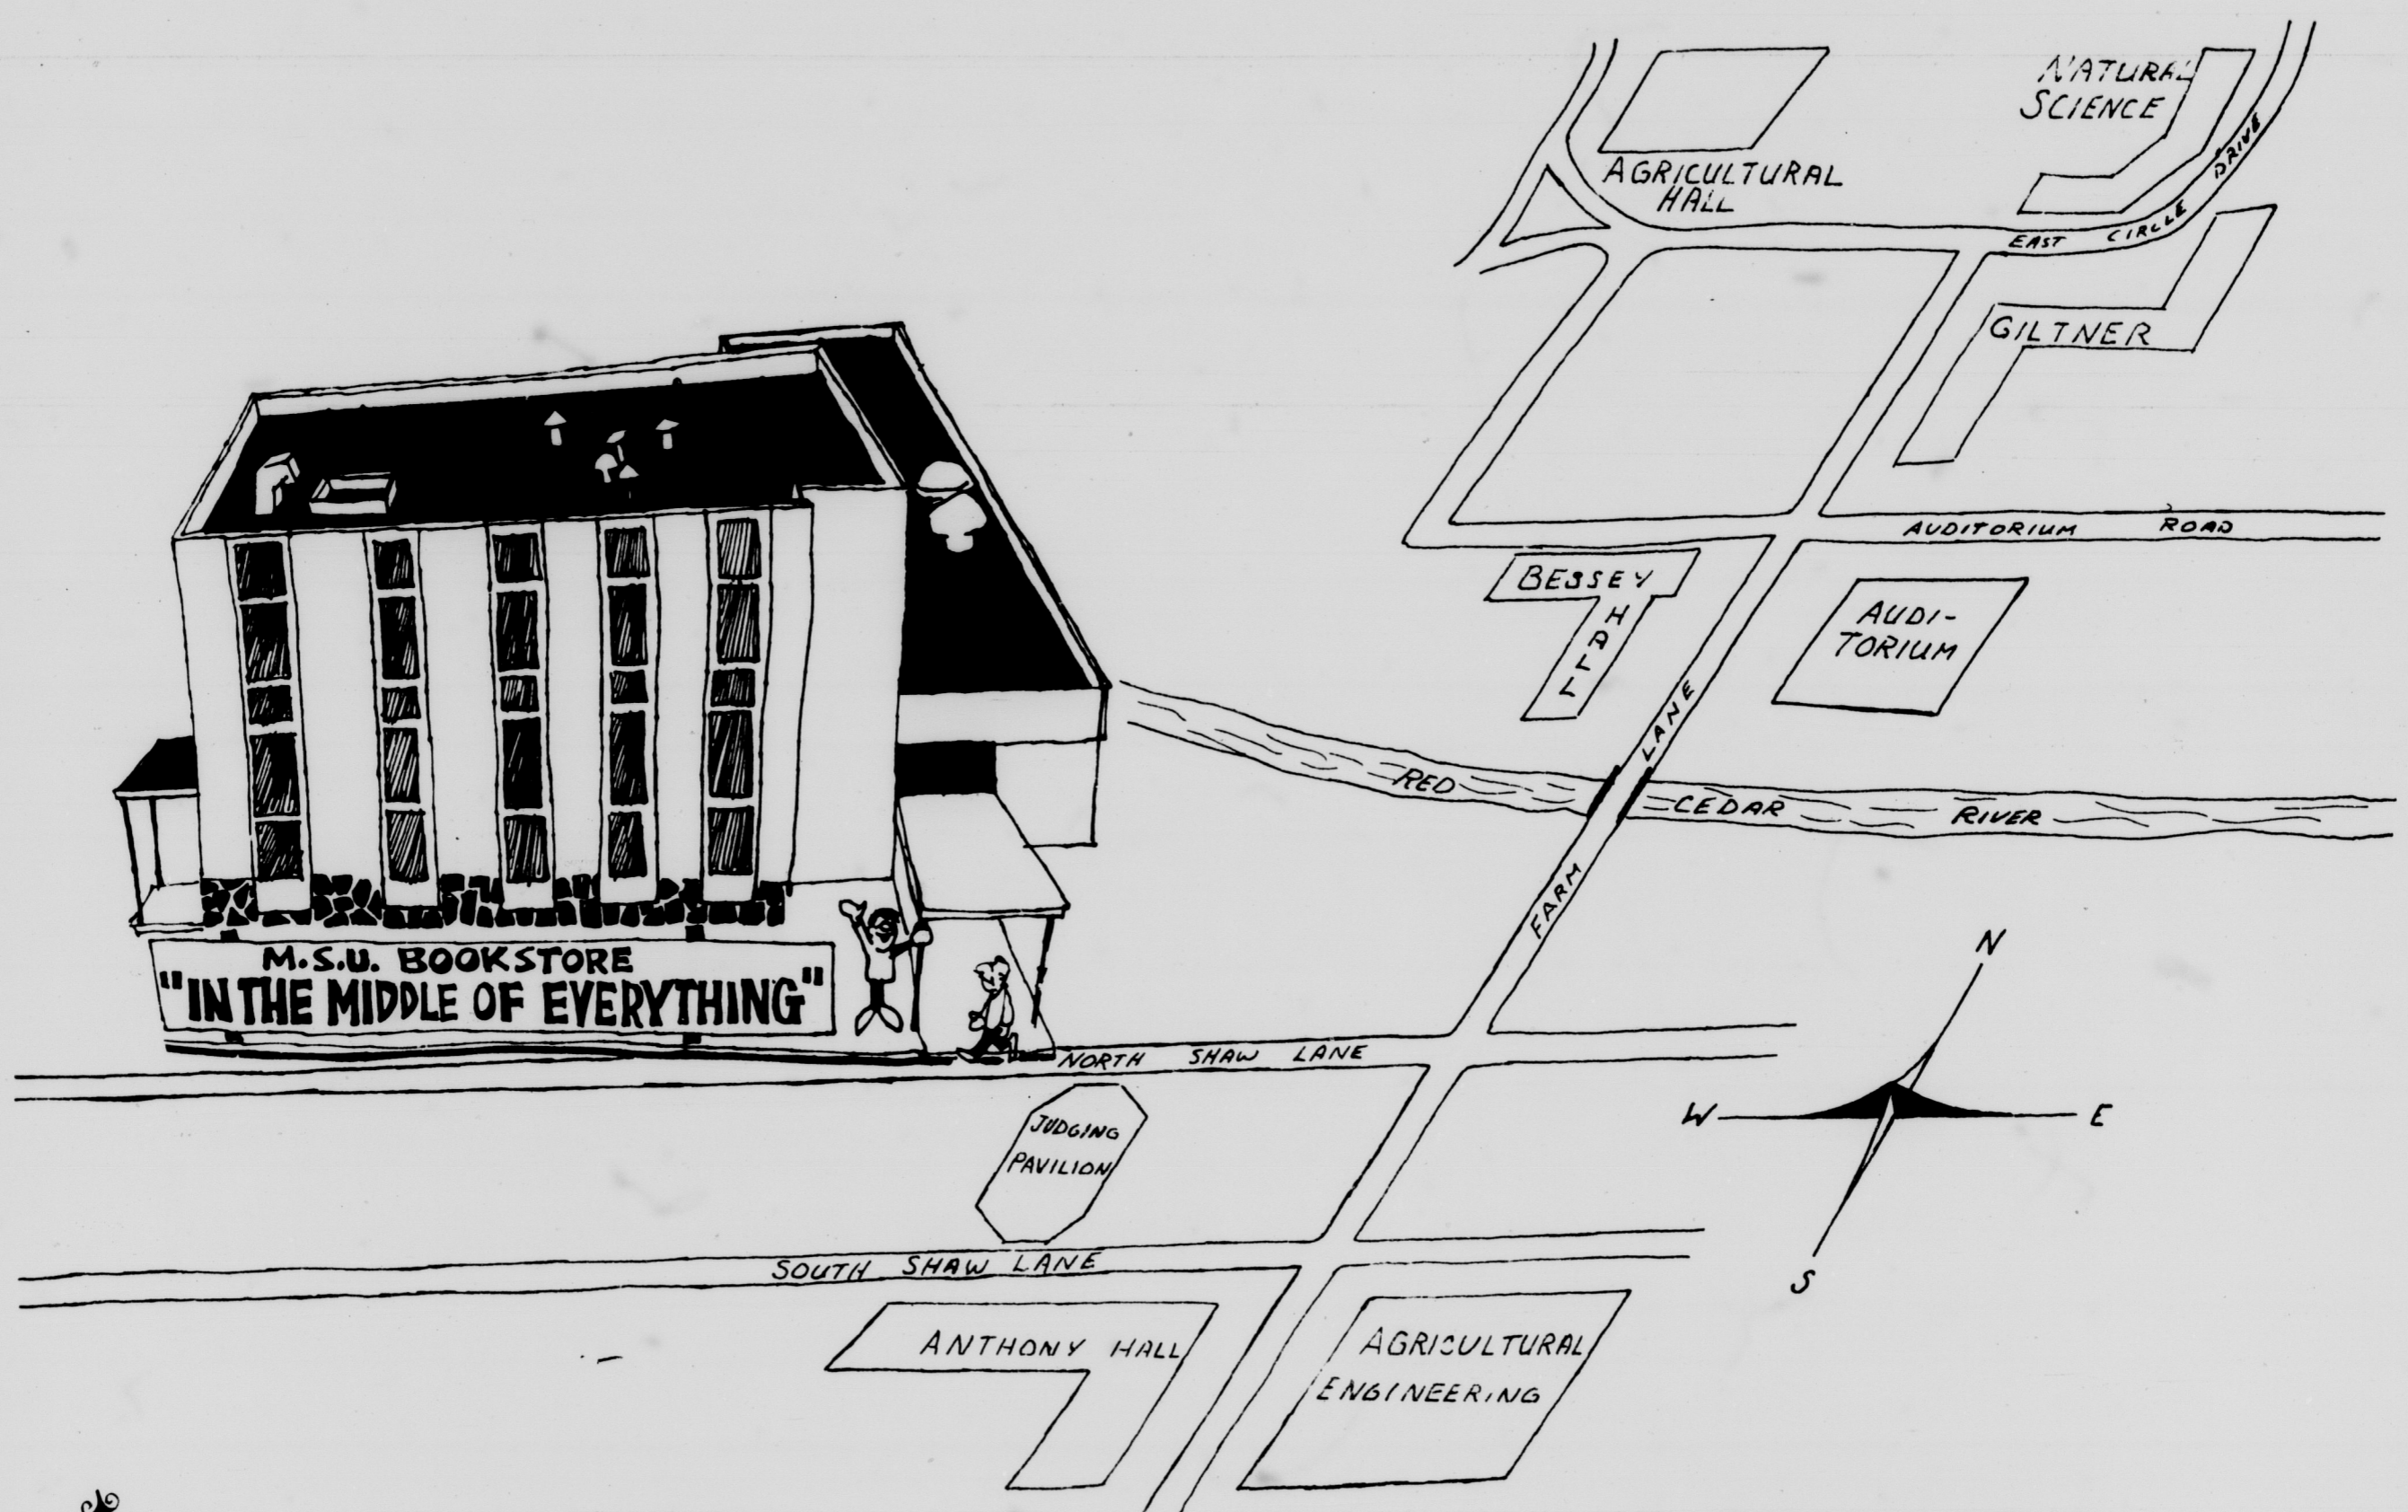 NATURAL
SCIENCE
AGRICULTURAL
HALL
EAST CIRCLE DRIVE
GILTNER
AUDITORIUM ROAD
BESSEY
HALL
AUDI-
TORIUM
FARM LANE
RED CEDAR RIVER
M.S.U. BOOKSTORE
"IN THE MIDDLE OF EVERYTHING"
NORTH SHAW LANE
JUDGING
PAVILION
N
W E
S
SOUTH SHAW LANE
ANTHONY HALL
AGRICULTURAL
ENGINEERING